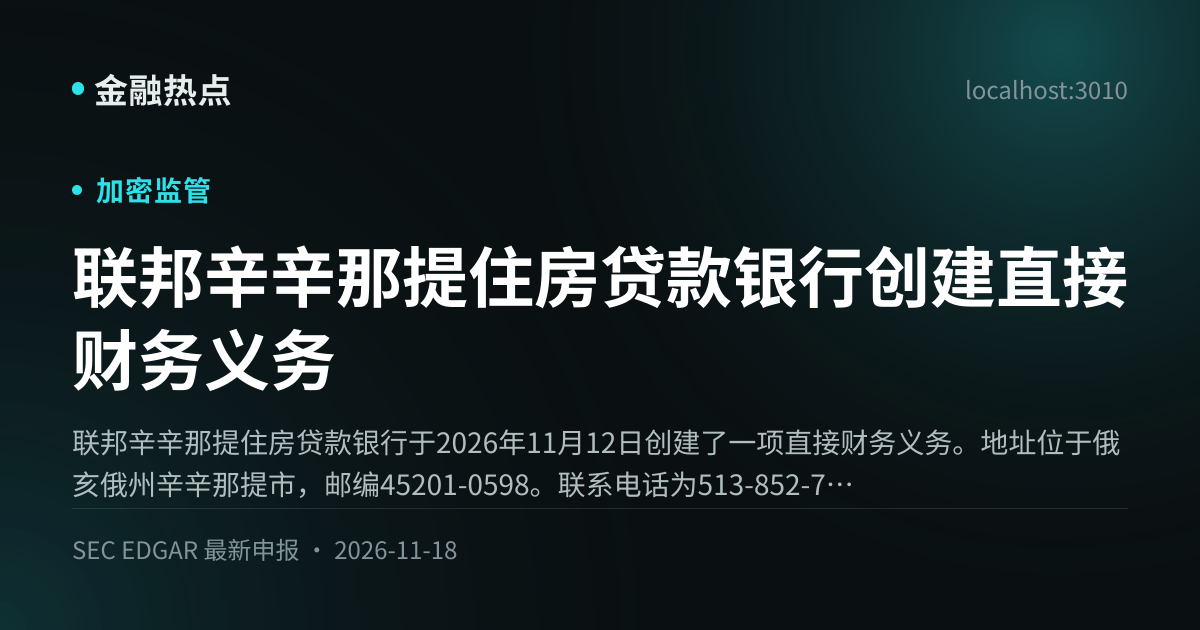 金融热点
localhost:3010
加密监管
联邦辛辛那提住房贷款银行创建直接
财务义务
联邦辛辛那提住房贷款银行于2026年11月12日创建了一项直接财务义务。地址位于俄
亥俄州辛辛那提市，邮编45201-0598。联系电话为513-852-7…
SEC EDGAR 最新申报 • 2026-11-18